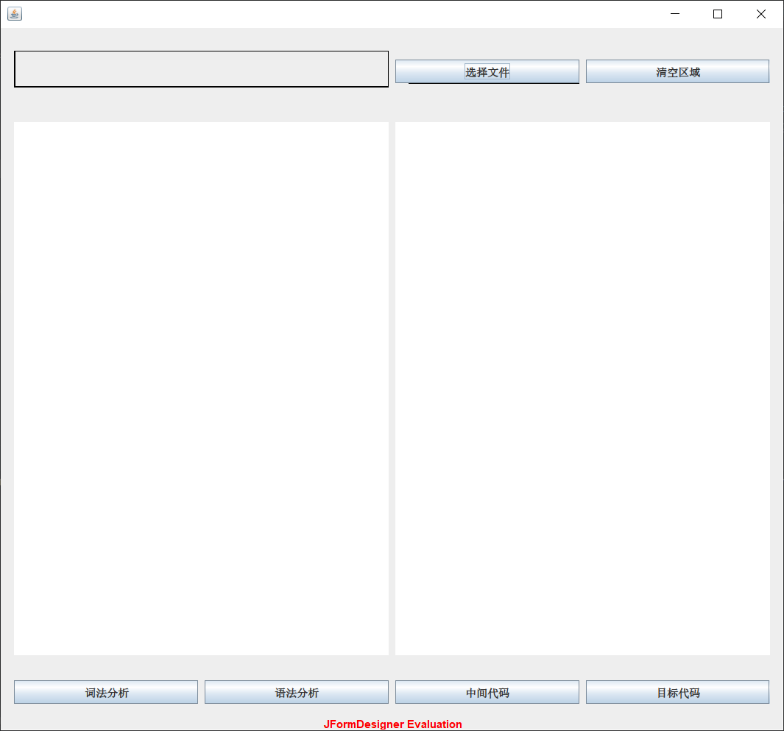 选择文件 清空区域
词法分析 语法分析 中间代码 目标代码
JFormDesigner Evaluation